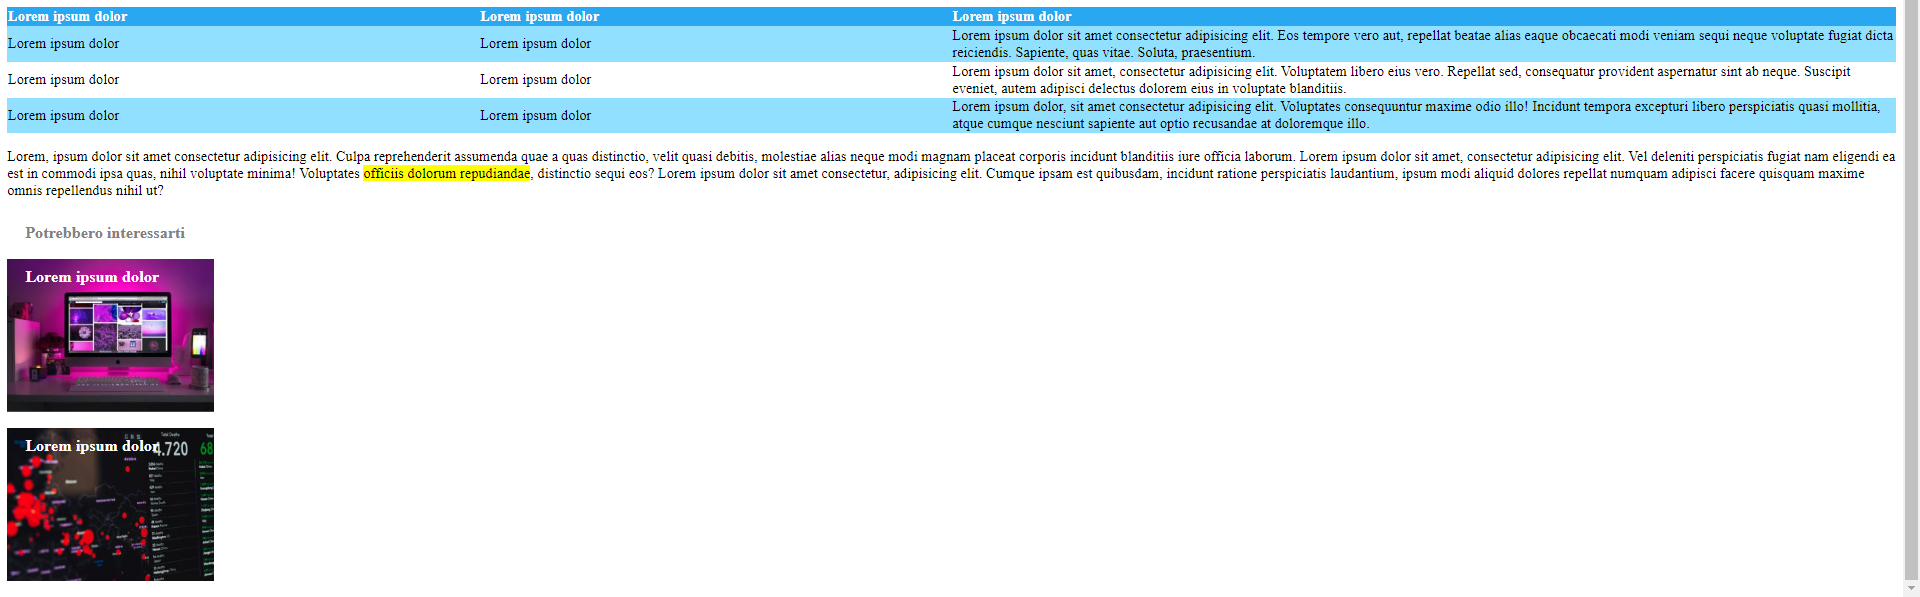 Lorem ipsum dolor Lorem ipsum dolor Lorem ipsum dolor
Lorem ipsum dolor Lorem ipsum dolor Lorem ipsum dolor sit amet consectetur adipisicing elit. Eos tempore vero aut, repellat beatae alias eaque obcaecati modi veniam sequi neque voluptate fugiat dicta
reiciendis. Sapiente, quas vitae. Soluta, praesentium.
Lorem ipsum dolor Lorem ipsum dolor Lorem ipsum dolor sit amet, consectetur adipisicing elit. Voluptatem libero eius vero. Repellat sed, consequatur provident aspernatur sint ab neque. Suscipit
eveniet, autem adipisci delectus dolorem eius in voluptate blanditiis.
Lorem ipsum dolor Lorem ipsum dolor Lorem ipsum dolor, sit amet consectetur adipisicing elit. Voluptates consequuntur maxime odio illo! Incidunt tempora excepturi libero perspiciatis quasi mollitia,
atque cumque nesciunt sapiente aut optio recusandae at doloremque illo.
Lorem, ipsum dolor sit amet consectetur adipisicing elit. Culpa reprehenderit assumenda quae a quas distinctio, velit quasi debitis, molestiae alias neque modi magnam placeat corporis incidunt blanditiis iure officia laborum. Lorem ipsum dolor sit amet, consectetur adipisicing elit. Vel deleniti perspiciatis fugiat nam eligendi ea
est in commodi ipsa quas, nihil voluptate minima! Voluptates officiis dolorum repudiandae, distinctio sequi eos? Lorem ipsum dolor sit amet consectetur, adipisicing elit. Cumque ipsam est quibusdam, incidunt ratione perspiciatis laudantium, ipsum modi aliquid dolores repellat numquam adipisci facere quisquam maxime
omnis repellendus nihil ut?
Potrebbero interessarti
Lorem ipsum dolor
Total Deaths
Lorem ipsum dolor 4.720 68